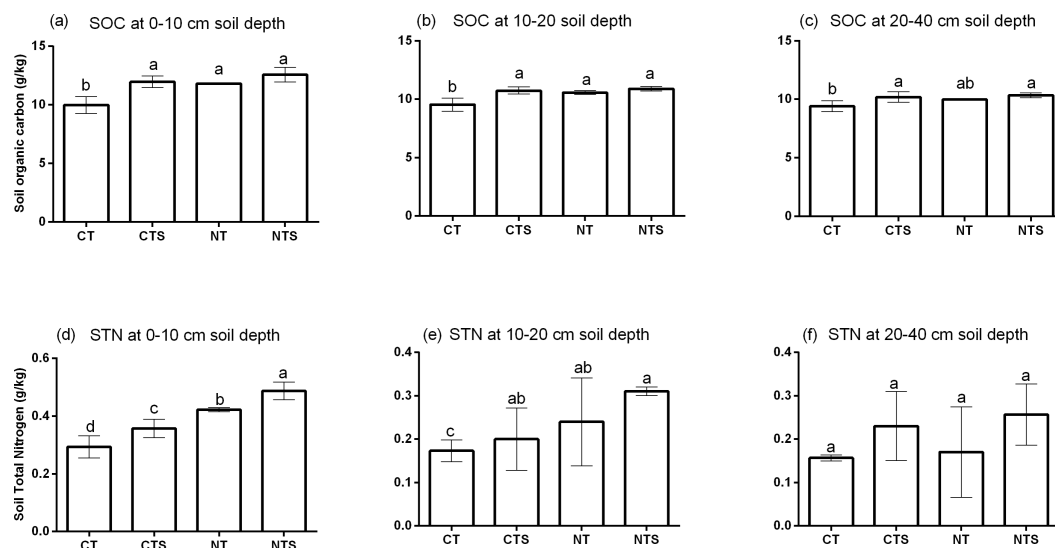 (a) SOC at 0-10 cm soil depth
Soil organic carbon (g/kg)
15
10
5
0
b
a
a
a
CT
CTS
NT
NTS
(b) SOC at 10-20 soil depth
15
10
5
0
b
a
a
a
CT
CTS
NT
NTS
(c) SOC at 20-40 cm soil depth
15
10
5
0
b
a
ab
a
CT
CTS
NT
NTS
(d) STN at 0-10 cm soil depth
Soil Total Nitrogen (g/kg)
0.6
0.4
0.2
0.0
d
c
b
a
CT
CTS
NT
NTS
(e) STN at 10-20 cm soil depth
0.4
0.3
0.2
0.1
0.0
c
ab
ab
a
CT
CTS
NT
NTS
(f) STN at 20-40 cm soil depth
0.4
0.3
0.2
0.1
0.0
a
a
a
a
CT
CTS
NT
NTS